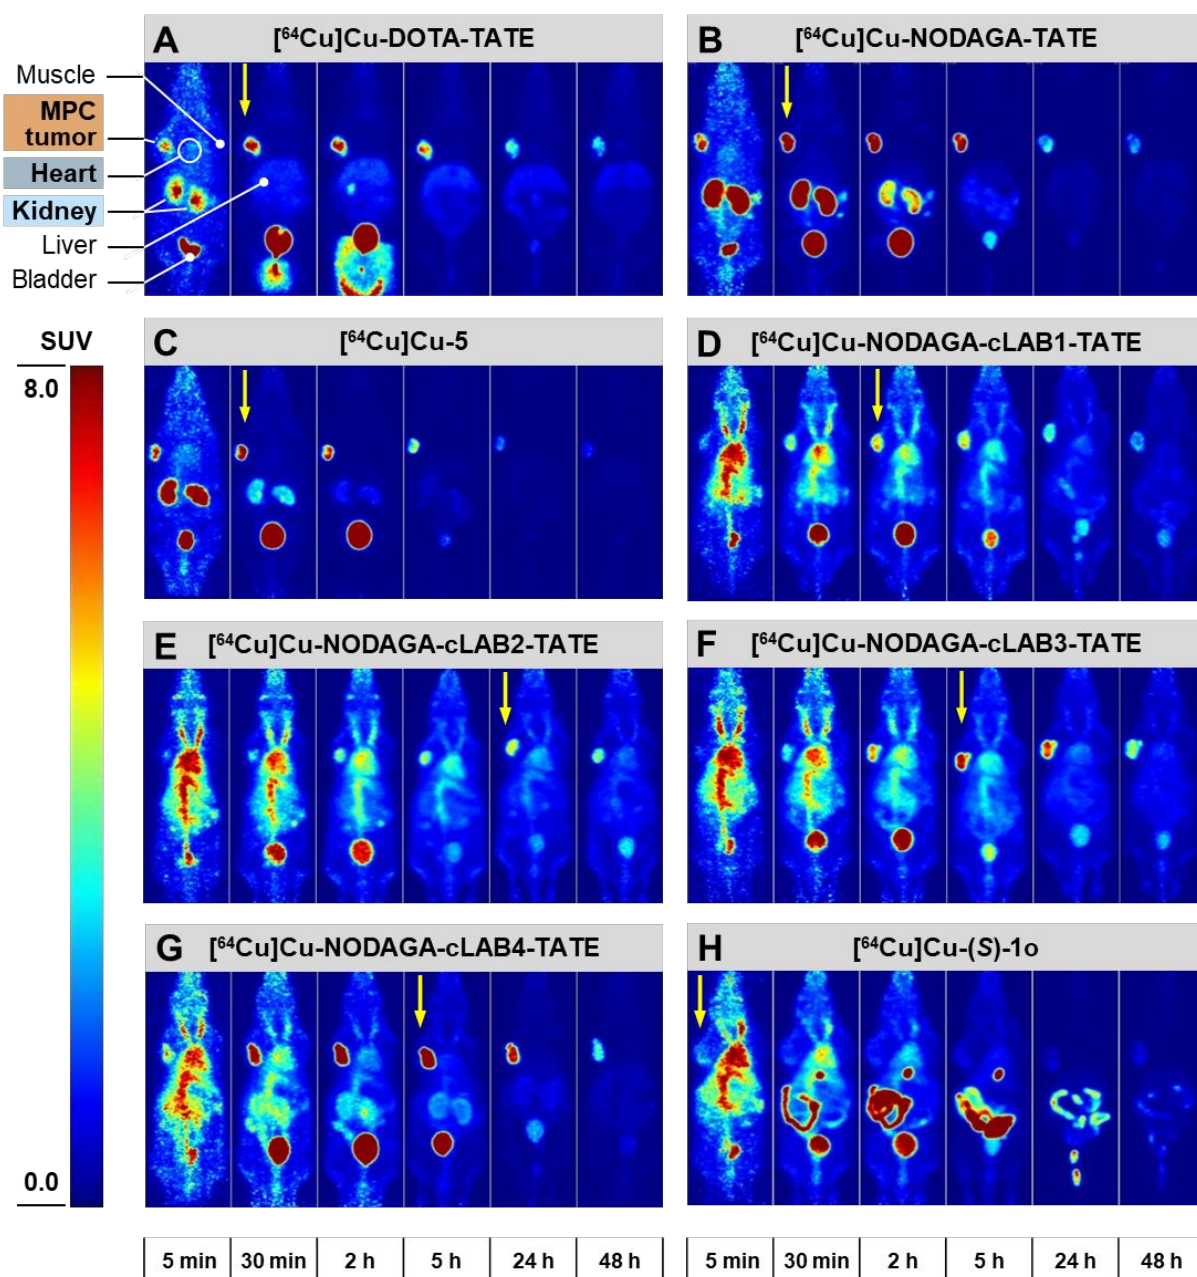 A [⁶⁴Cu]Cu-DOTA-TATE
B [⁶⁴Cu]Cu-NODAGA-TATE
Muscle
MPC
tumor
Heart
Kidney
Liver
Bladder
SUV
8.0
0.0
C [⁶⁴Cu]Cu-5
D [⁶⁴Cu]Cu-NODAGA-cLAB1-TATE
E [⁶⁴Cu]Cu-NODAGA-cLAB2-TATE
F [⁶⁴Cu]Cu-NODAGA-cLAB3-TATE
G [⁶⁴Cu]Cu-NODAGA-cLAB4-TATE
H [⁶⁴Cu]Cu-(S)-1o
5 min 30 min 2 h 5 h 24 h 48 h
5 min 30 min 2 h 5 h 24 h 48 h